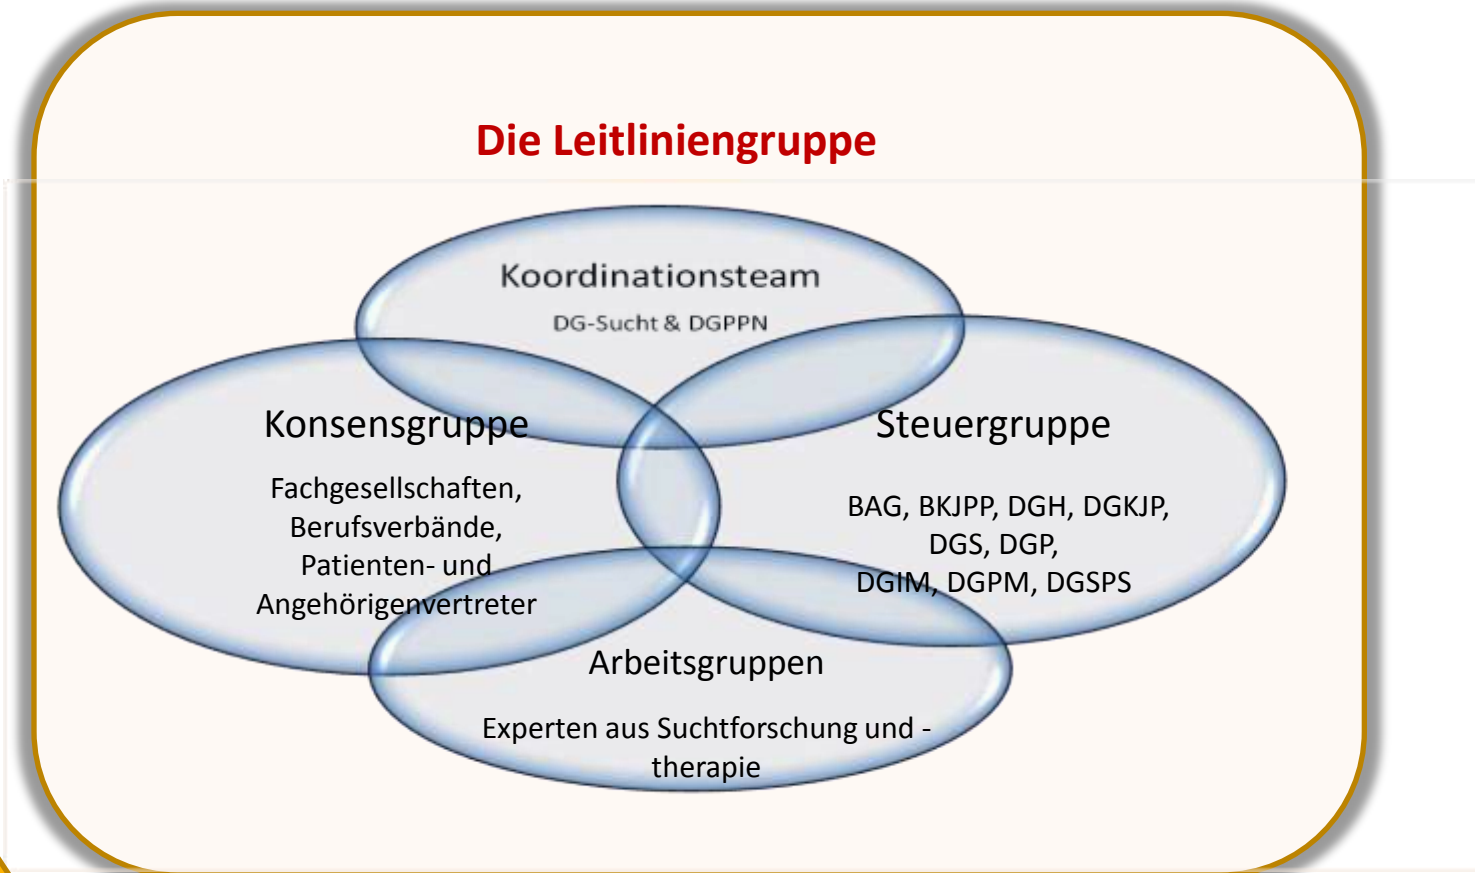 Die Leitliniengruppe
Koordinationsteam
DG-Sucht & DGPPN
Konsensgruppe
Fachgesellschaften,
Berufsverbände,
Patienten- und
Angehörigenvertreter
Steuergruppe
BAG, BKJPP, DGH, DGKJP,
DGS, DGP,
DGIM, DGPM, DGSPS
Arbeitsgruppen
Experten aus Suchtforschung und -
therapie